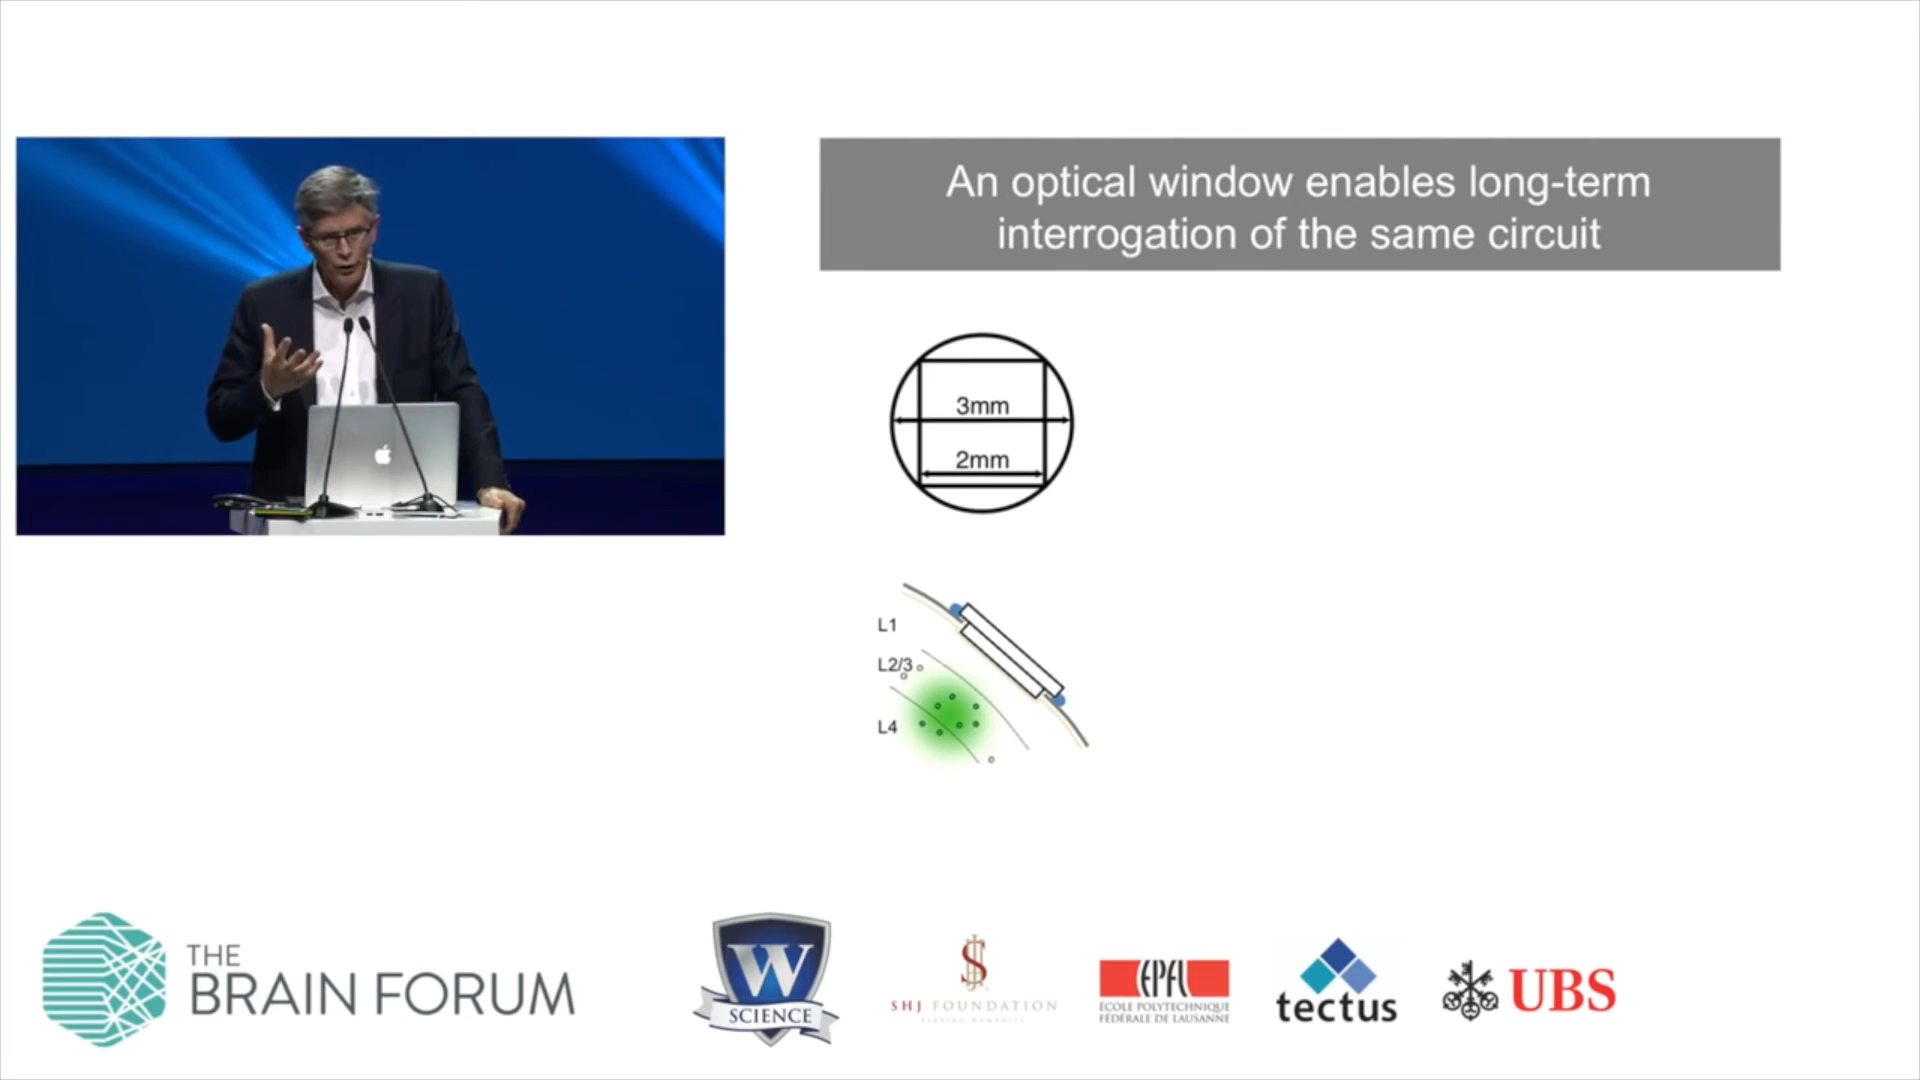 An optical window enables long-term
interrogation of the same circuit
3mm
2mm
L1
L2/3
L4
THE
BRAIN FORUM
W
SCIENCE
SHJ FOUNDATION
EPFL
ÉCOLE POLYTECHNIQUE
FÉDÉRALE DE LAUSANNE
tectus
UBS